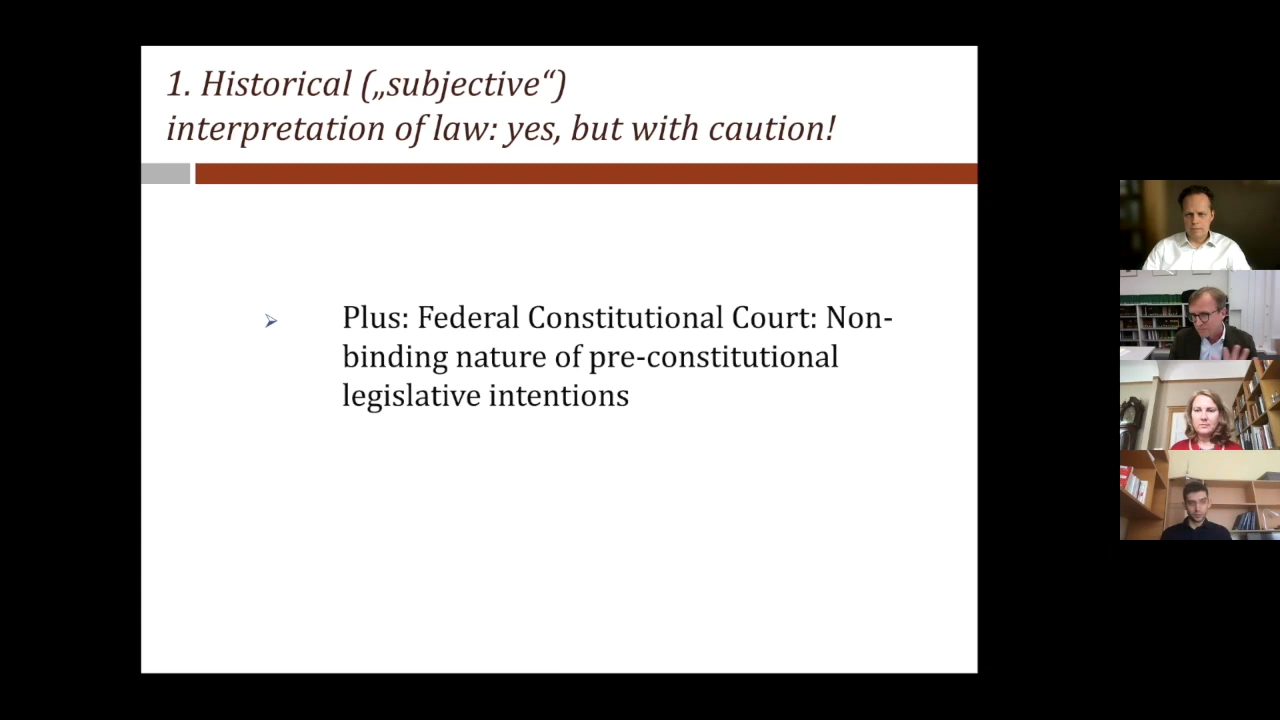 1. Historical („subjective“)
interpretation of law: yes, but with caution!
Plus: Federal Constitutional Court: Non-
binding nature of pre-constitutional
legislative intentions